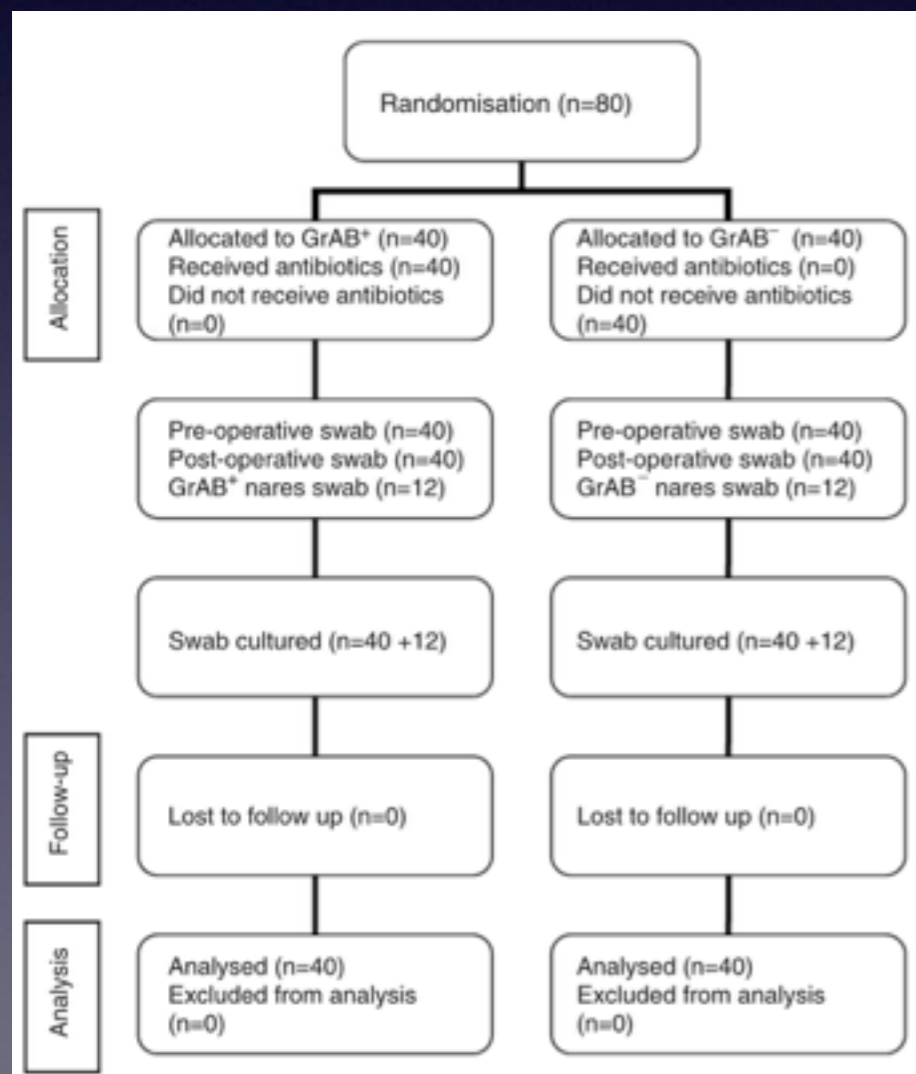 Randomisation (n=80)
Allocation
Allocated to GrAB⁺ (n=40)
Received antibiotics (n=40)
Did not receive antibiotics
(n=0)
Allocated to GrAB⁻ (n=40)
Received antibiotics (n=0)
Did not receive antibiotics
(n=40)
Pre-operative swab (n=40)
Post-operative swab (n=40)
GrAB⁺ nares swab (n=12)
Pre-operative swab (n=40)
Post-operative swab (n=40)
GrAB⁻ nares swab (n=12)
Swab cultured (n=40 +12)
Swab cultured (n=40 +12)
Follow-up
Lost to follow up (n=0)
Lost to follow up (n=0)
Analysis
Analysed (n=40)
Excluded from analysis
(n=0)
Analysed (n=40)
Excluded from analysis
(n=0)